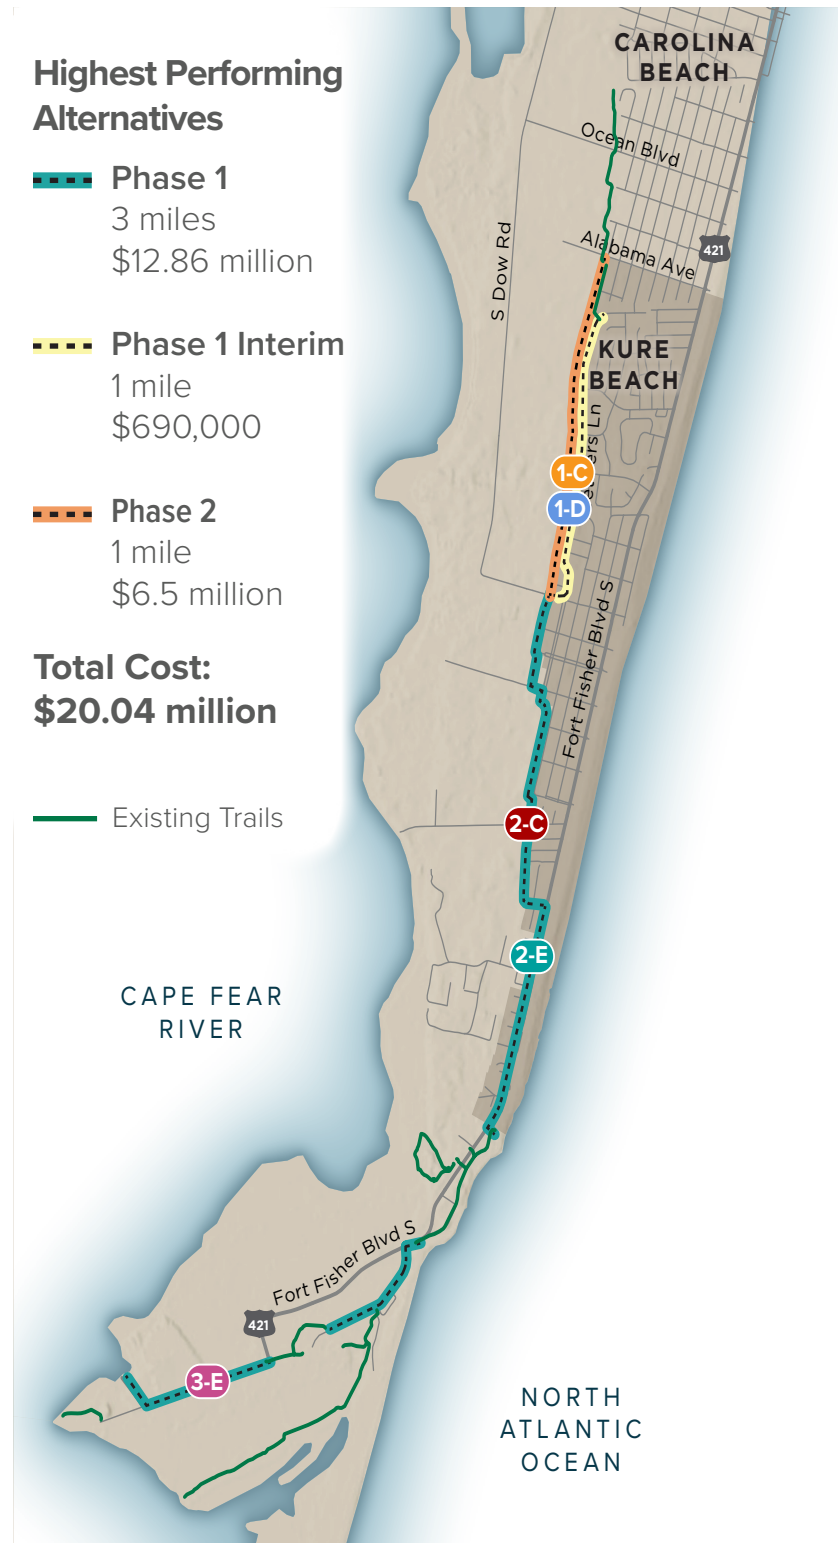 Highest Performing
Alternatives
Phase 1
3 miles
$12.86 million
Phase 1 Interim
1 mile
$690,000
Phase 2
1 mile
$6.5 million
Total Cost:
$20.04 million
Existing Trails
CAROLINA
BEACH
Ocean Blvd
S Dow Rd
Alabama Ave
421
KURE
BEACH
Ln
1-C
1-D
Fort Fisher Blvd S
2-C
2-E
CAPE FEAR
RIVER
Fort Fisher Blvd S
421
3-E
NORTH
ATLANTIC
OCEAN